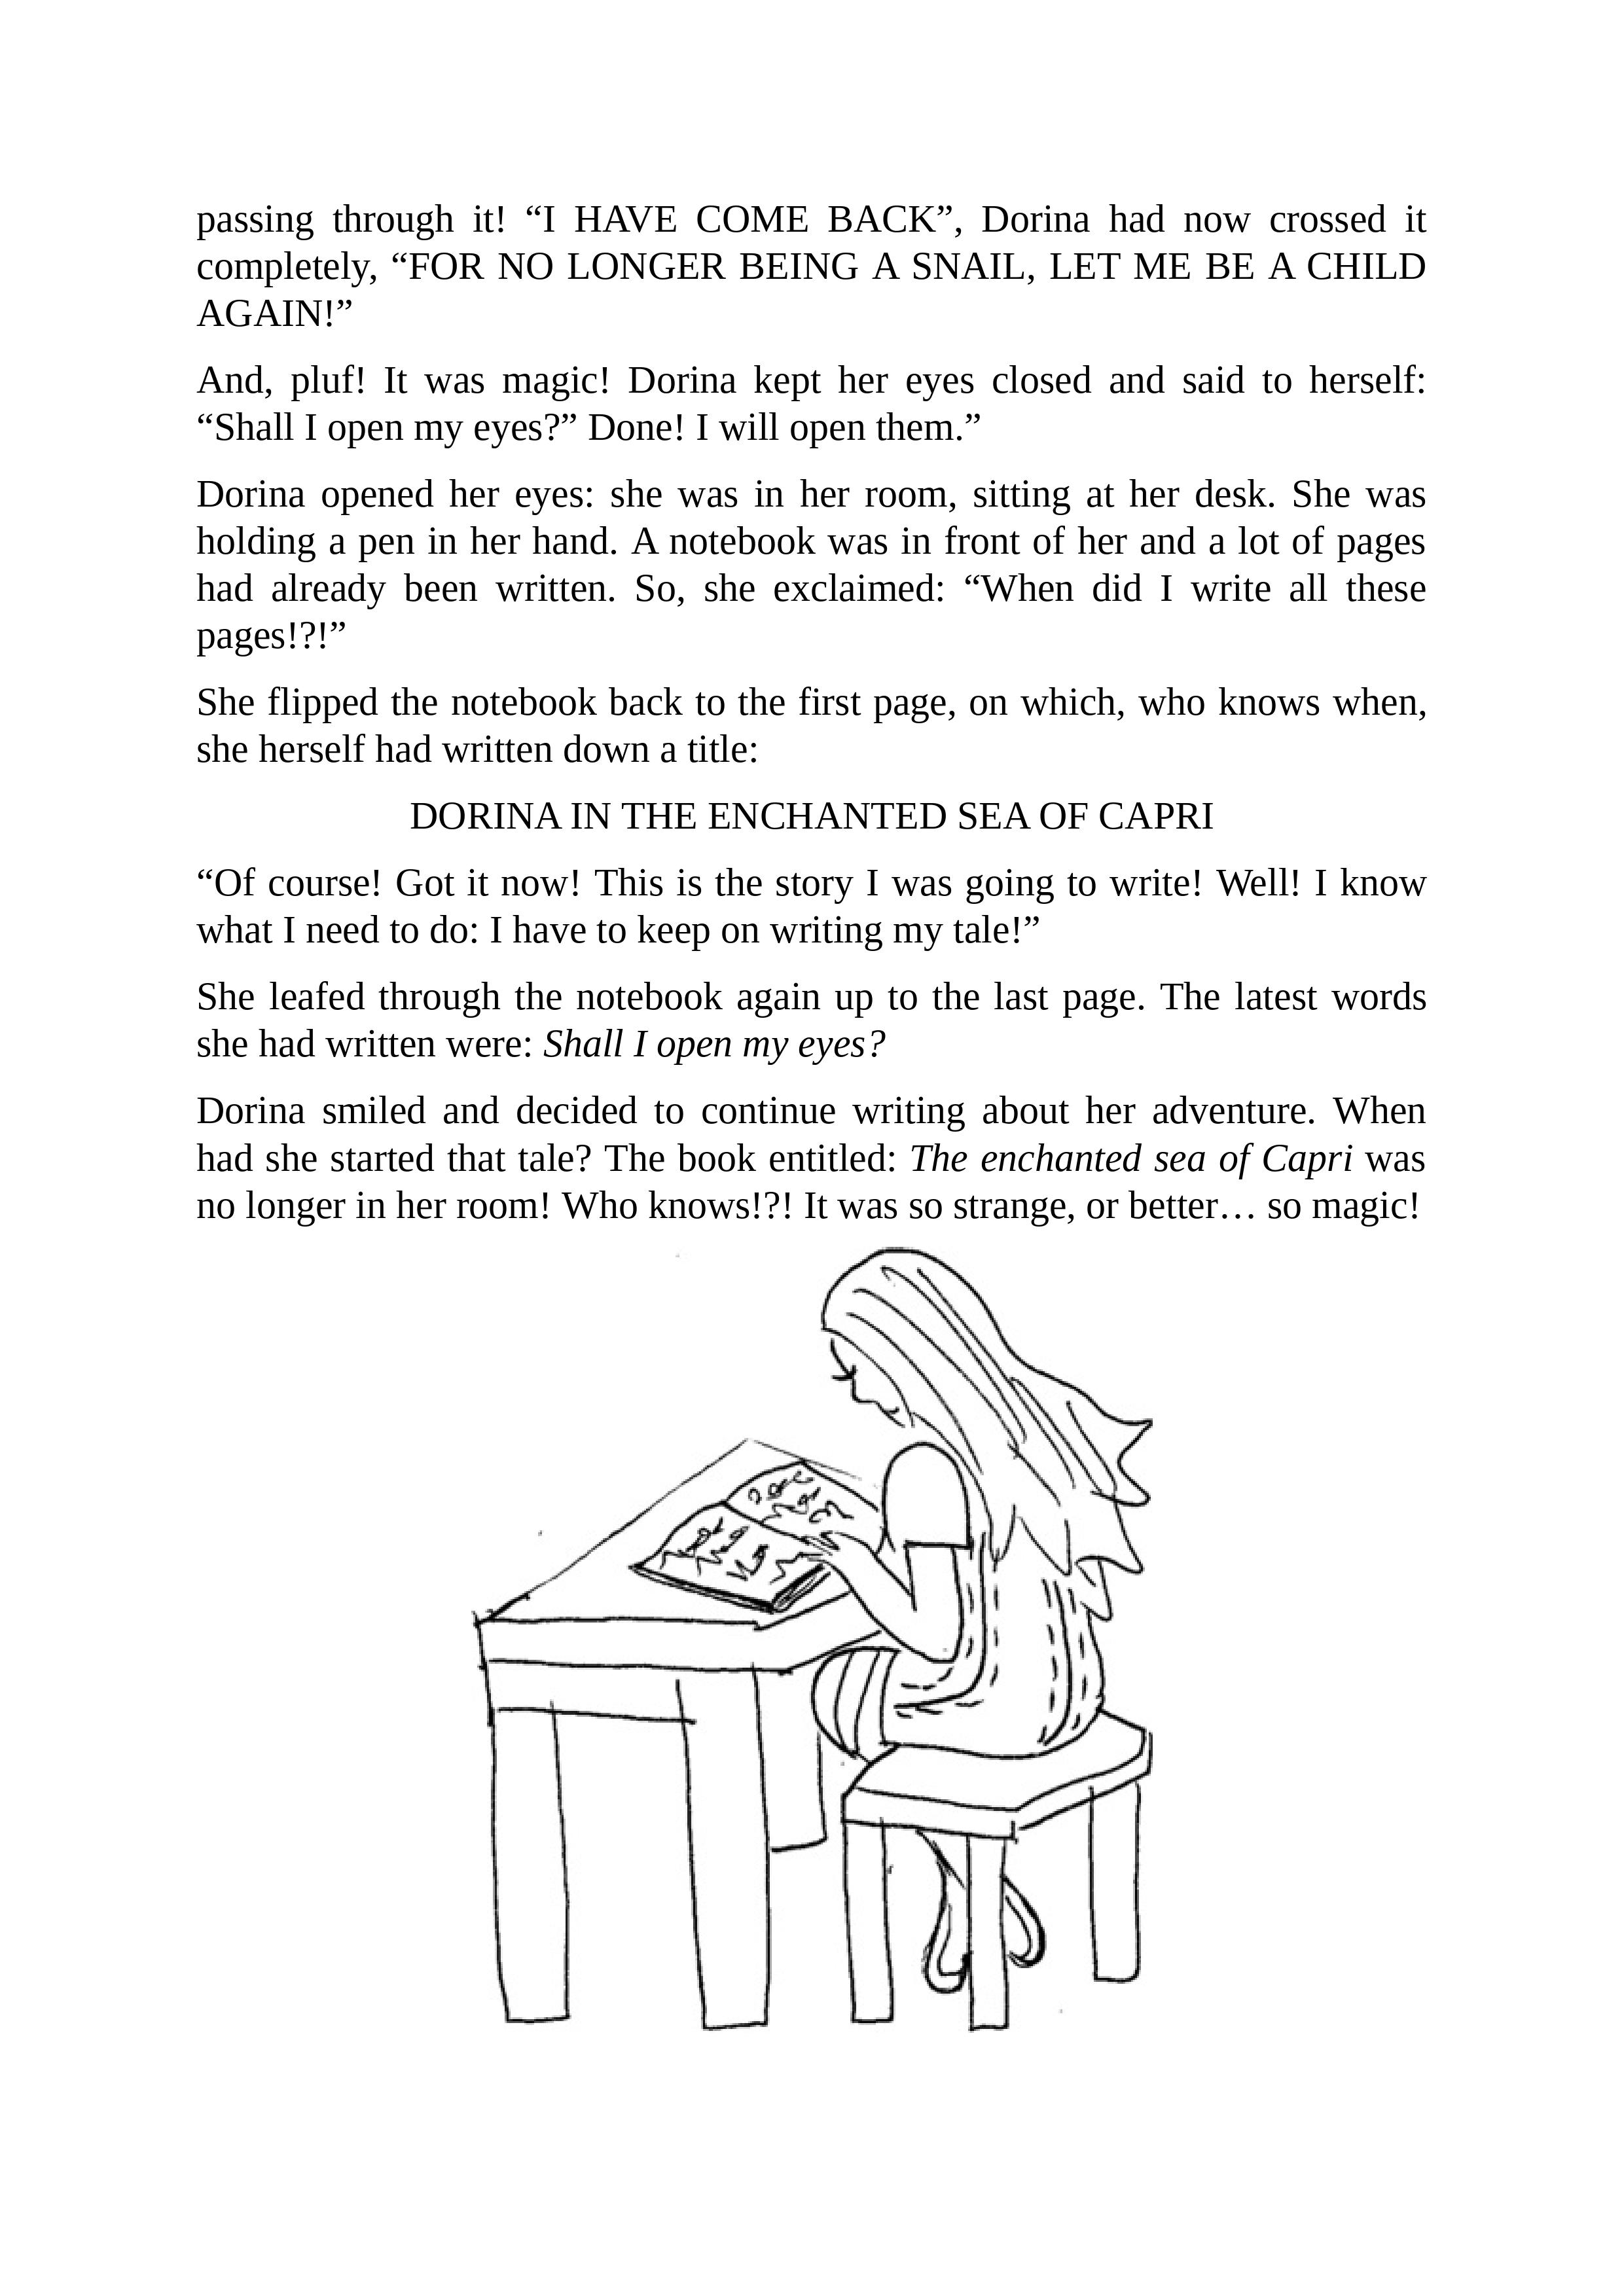 passing through it! “I HAVE COME BACK”, Dorina had now crossed it
completely, “FOR NO LONGER BEING A SNAIL, LET ME BE A CHILD
AGAIN!”
And, pluf! It was magic! Dorina kept her eyes closed and said to herself:
“Shall I open my eyes?” Done! I will open them.”
Dorina opened her eyes: she was in her room, sitting at her desk. She was
holding a pen in her hand. A notebook was in front of her and a lot of pages
had already been written. So, she exclaimed: “When did I write all these
pages!?!”
She flipped the notebook back to the first page, on which, who knows when,
she herself had written down a title:
DORINA IN THE ENCHANTED SEA OF CAPRI
“Of course! Got it now! This is the story I was going to write! Well! I know
what I need to do: I have to keep on writing my tale!”
She leafed through the notebook again up to the last page. The latest words
she had written were: Shall I open my eyes?
Dorina smiled and decided to continue writing about her adventure. When
had she started that tale? The book entitled: The enchanted sea of Capri was
no longer in her room! Who knows!?! It was so strange, or better… so magic!